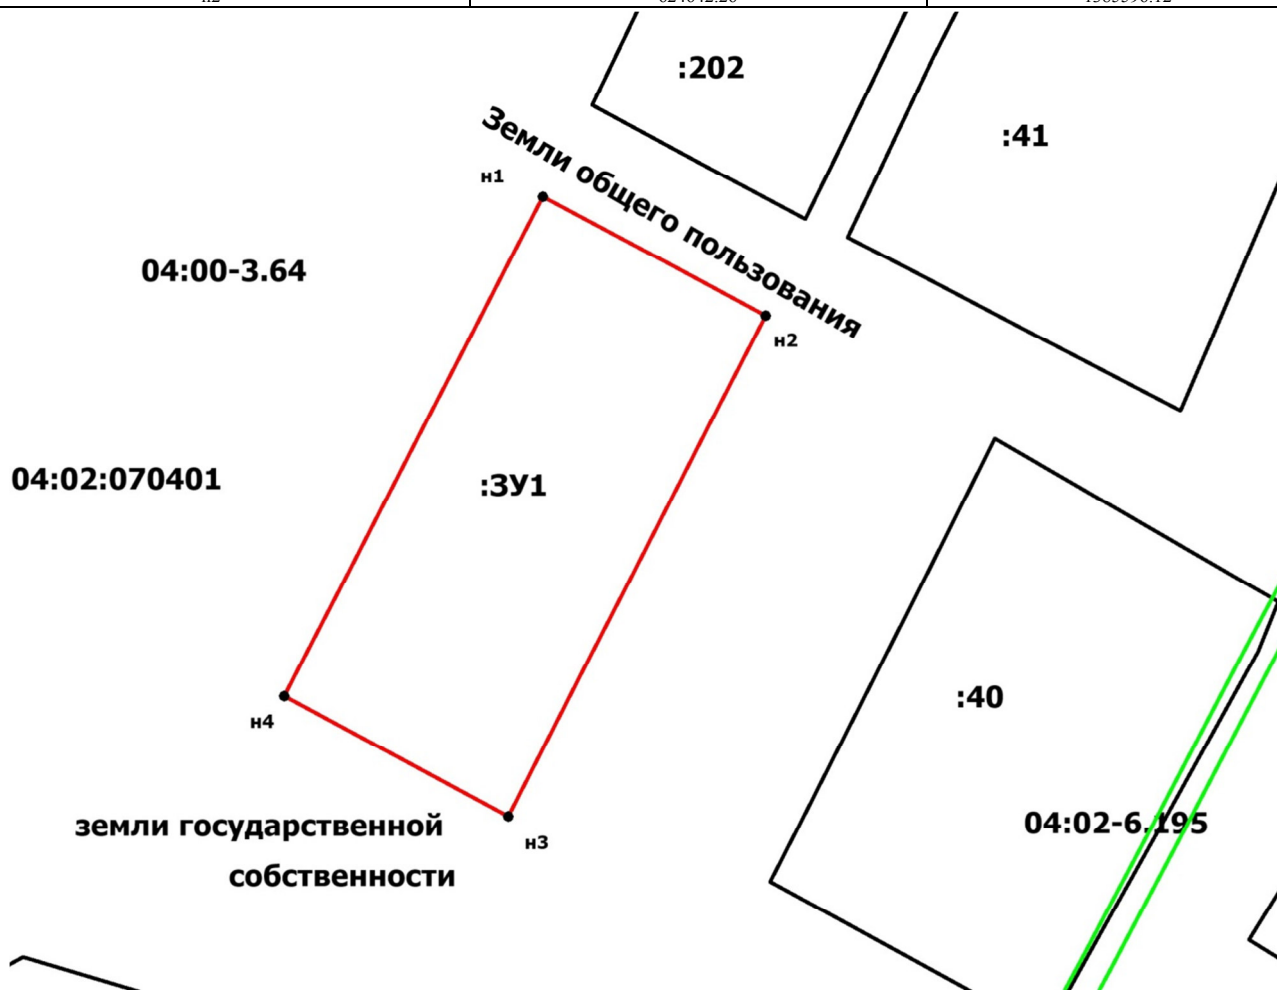 :202
:41
Земли общего пользования
н1
04:00-3.64
н2
04:02:070401
:ЗУ1
:40
н4
04:02-6.195
земли государственной
н3
собственности